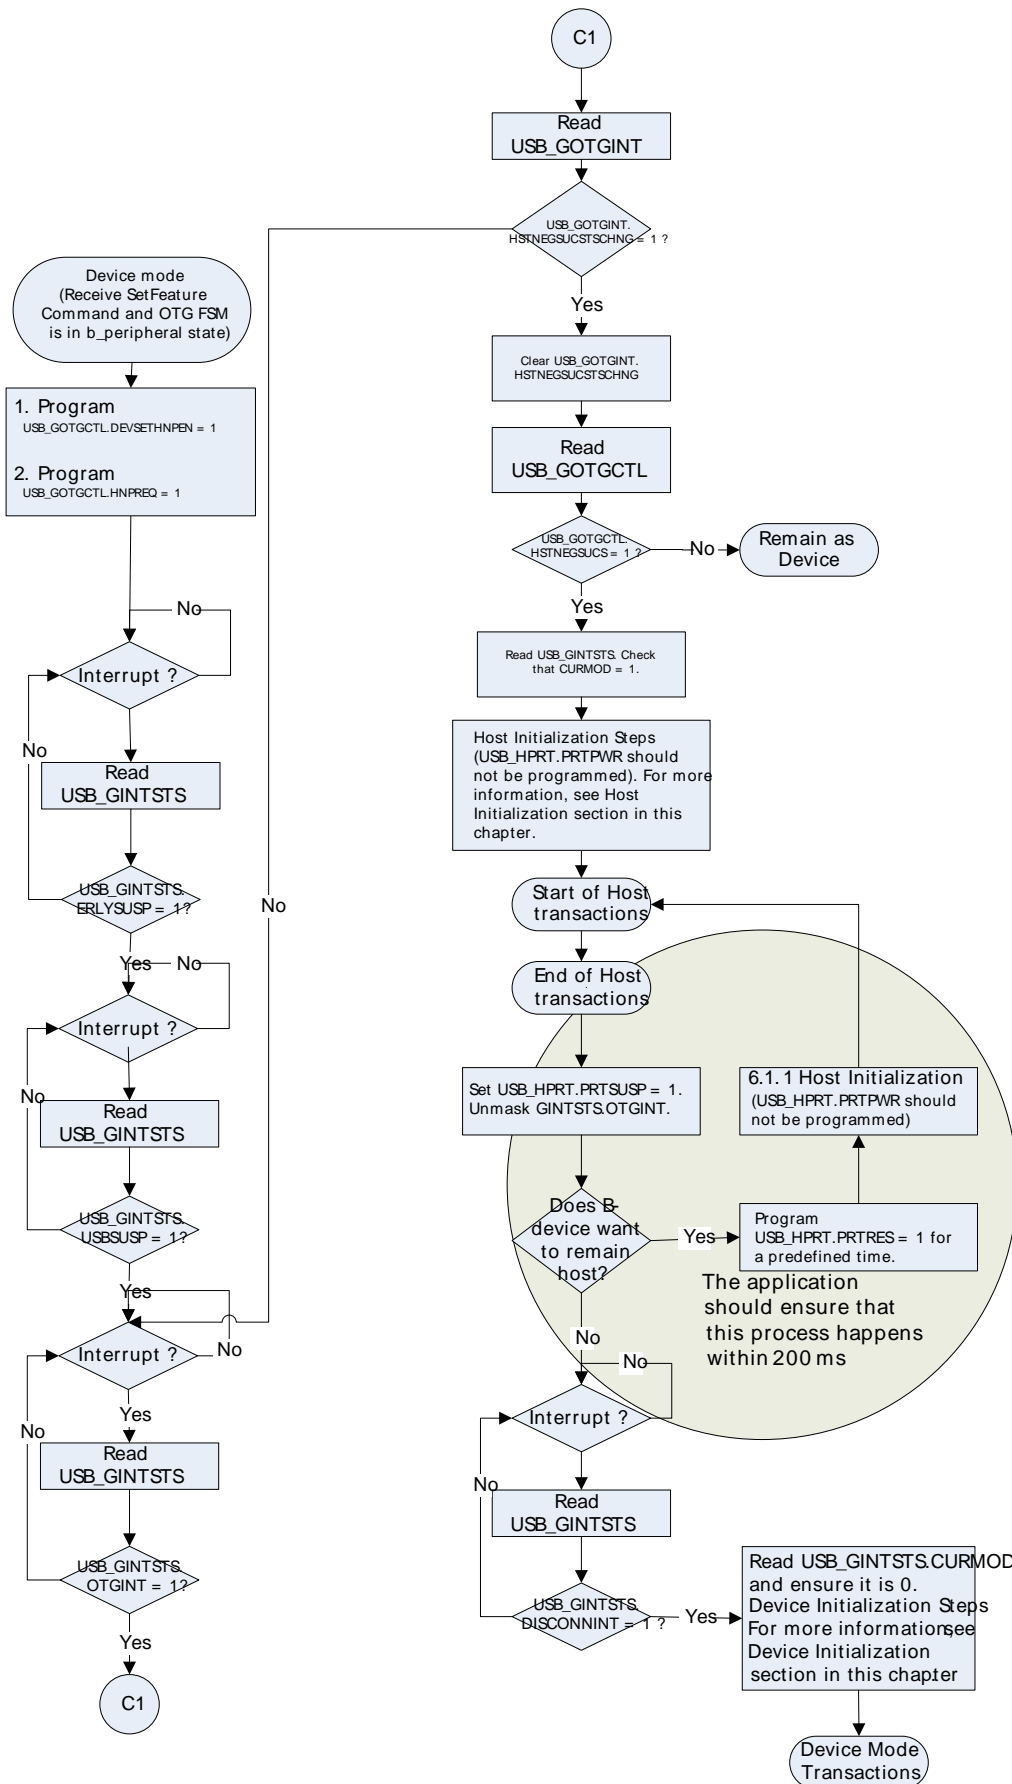 C1
Read
USB_GOTGINT
USB_GOTGINT.
HSTNEGSUCSTSCHNG = 1 ?
Yes
Clear USB_GOTGINT.
HSTNEGSUCSTSCHNG
Read
USB_GOTGCTL
USB_GOTGCTL.
HSTNEGSUCS = 1 ?
No
Remain as
Device
Yes
Read USB_GINTSTS. Check
that CURMOD = 1.
Host Initialization Steps
(USB_HPRT.PRTPWR should
not be programmed). For more
information, see Host
Initialization section in this
chapter.
Start of Host
transactions
End of Host
transactions
Set USB_HPRT.PRTSUSP = 1.
Unmask GINTSTS.OTGINT.
6.1.1 Host Initialization
(USB_HPRT.PRTPWR should
not be programmed)
Does B-
device want
to remain
host?
Yes
Program
USB_HPRT.PRTRES = 1 for
a predefined time.
The application
should ensure that
this process happens
within 200 ms
No
No
Interrupt ?
No
Read
USB_GINTSTS
USB_GINTSTS.
DISCONNINT = 1 ?
Yes
Read USB_GINTSTS.CURMOD
and ensure it is 0.
Device Initialization Steps
For more information,see
Device Initialization
section in this chapter
Device Mode
Transactions
Device mode
(Receive SetFeature
Command and OTG FSM
is in b_peripheral state)
1. Program
USB_GOTGCTL.DEVSETHNPEN = 1
2. Program
USB_GOTGCTL.HNPREQ = 1
No
Interrupt ?
No
Read
USB_GINTSTS
USB_GINTSTS.
ERLYSUSP = 1?
No
Yes
No
Interrupt ?
No
Read
USB_GINTSTS
USB_GINTSTS.
USBSUSP = 1?
Yes
Interrupt ?
No
Yes
No
Read
USB_GINTSTS
USB_GINTSTS.
OTGINT = 1?
Yes
C1